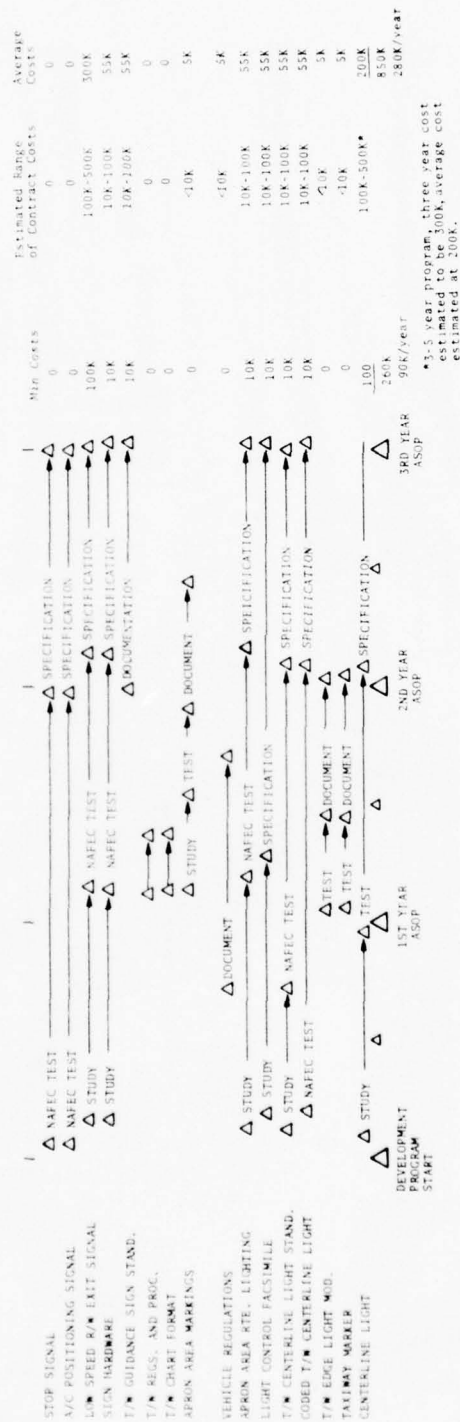 Min Costs Estimated Range of Contract Costs Average Costs
STOP SIGNAL NAFEC TEST SPECIFICATION 0 0 0
A/C POSITIONING SIGNAL NAFEC TEST SPECIFICATION 0 0 0
LOW SPEED R/W EXIT SIGNAL STUDY NAFEC TEST SPECIFICATION 100K 100K-500K 300K
SIGN HARDWARE STUDY NAFEC TEST SPECIFICATION 10K 10K-100K 55K
T/W GUIDANCE SIGN STAND. DOCUMENTATION 10K 10K-100K 55K
T/W REGS. AND PROC. 0 0 0
T/W CHART FORMAT 0 0 0
APRON AREA MARKINGS STUDY TEST DOCUMENT 0 <10K 5K
VEHICLE REGULATIONS DOCUMENT 0 <10K 5K
APRON AREA RTE. LIGHTING STUDY NAFEC TEST SPEICIFICATION 10K 10K-100K 55K
LIGHT CONTROL FACSIMILE STUDY SPECIFICATION 10K 10K-100K 55K
T/W CENTERLINE LIGHT STAND. STUDY NAFEC TEST SPECIFICATION 10K 10K-100K 55K
CODED T/W CENTERLINE LIGHT NAFEC TEST SPECIFICATION 10K 10K-100K 55K
T/W EDGE LIGHT MOD. TEST DOCUMENT 0 <10K 5K
TAXIWAY MARKER TEST DOCUMENT 0 <10K 5K
CENTERLINE LIGHT STUDY TEST SPECIFICATION 100 100K-500K* 200K
260K 850K
90K/year 280K/year
DEVELOPMENT PROGRAM START
1ST YEAR ASOP
2ND YEAR ASOP
3RD YEAR ASOP
*3-5 year program, three year cost
estimated to be 300K, average cost
estimated at 200K.